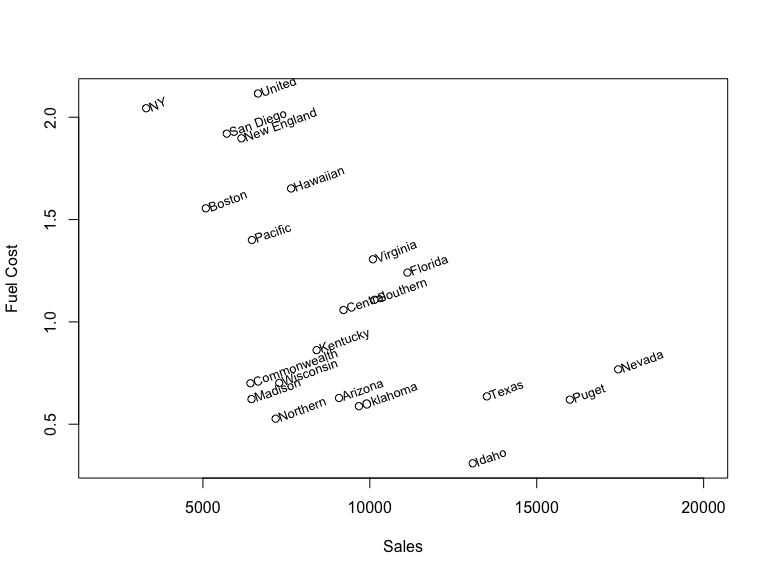 United
NY
San Diego
New England
Hawaiian
Boston
Pacific
Virginia
Florida
Southern
Central
Kentucky
Commonwealth
Wisconsin
Madison
Arizona
Oklahoma
Northern
Nevada
Texas
Puget
Idaho
2.0
1.5
1.0
0.5
Fuel Cost
5000 10000 15000 20000
Sales